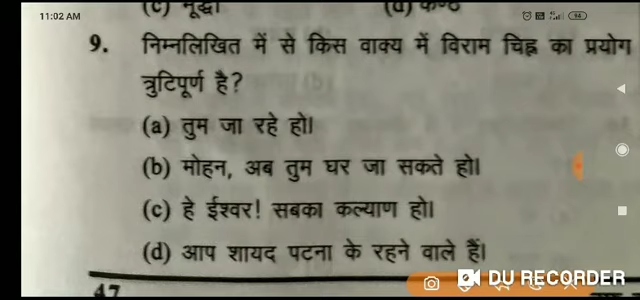 11:02 AM
(c) मूर्द्धा (d) कण्ठ
9. निम्नलिखित में से किस वाक्य में विराम चिह्न का प्रयोग
त्रुटिपूर्ण है?
(a) तुम जा रहे हो।
(b) मोहन, अब तुम घर जा सकते हो।
(c) हे ईश्वर! सबका कल्याण हो।
(d) आप शायद पटना के रहने वाले हैं।
DU RECORDER
47